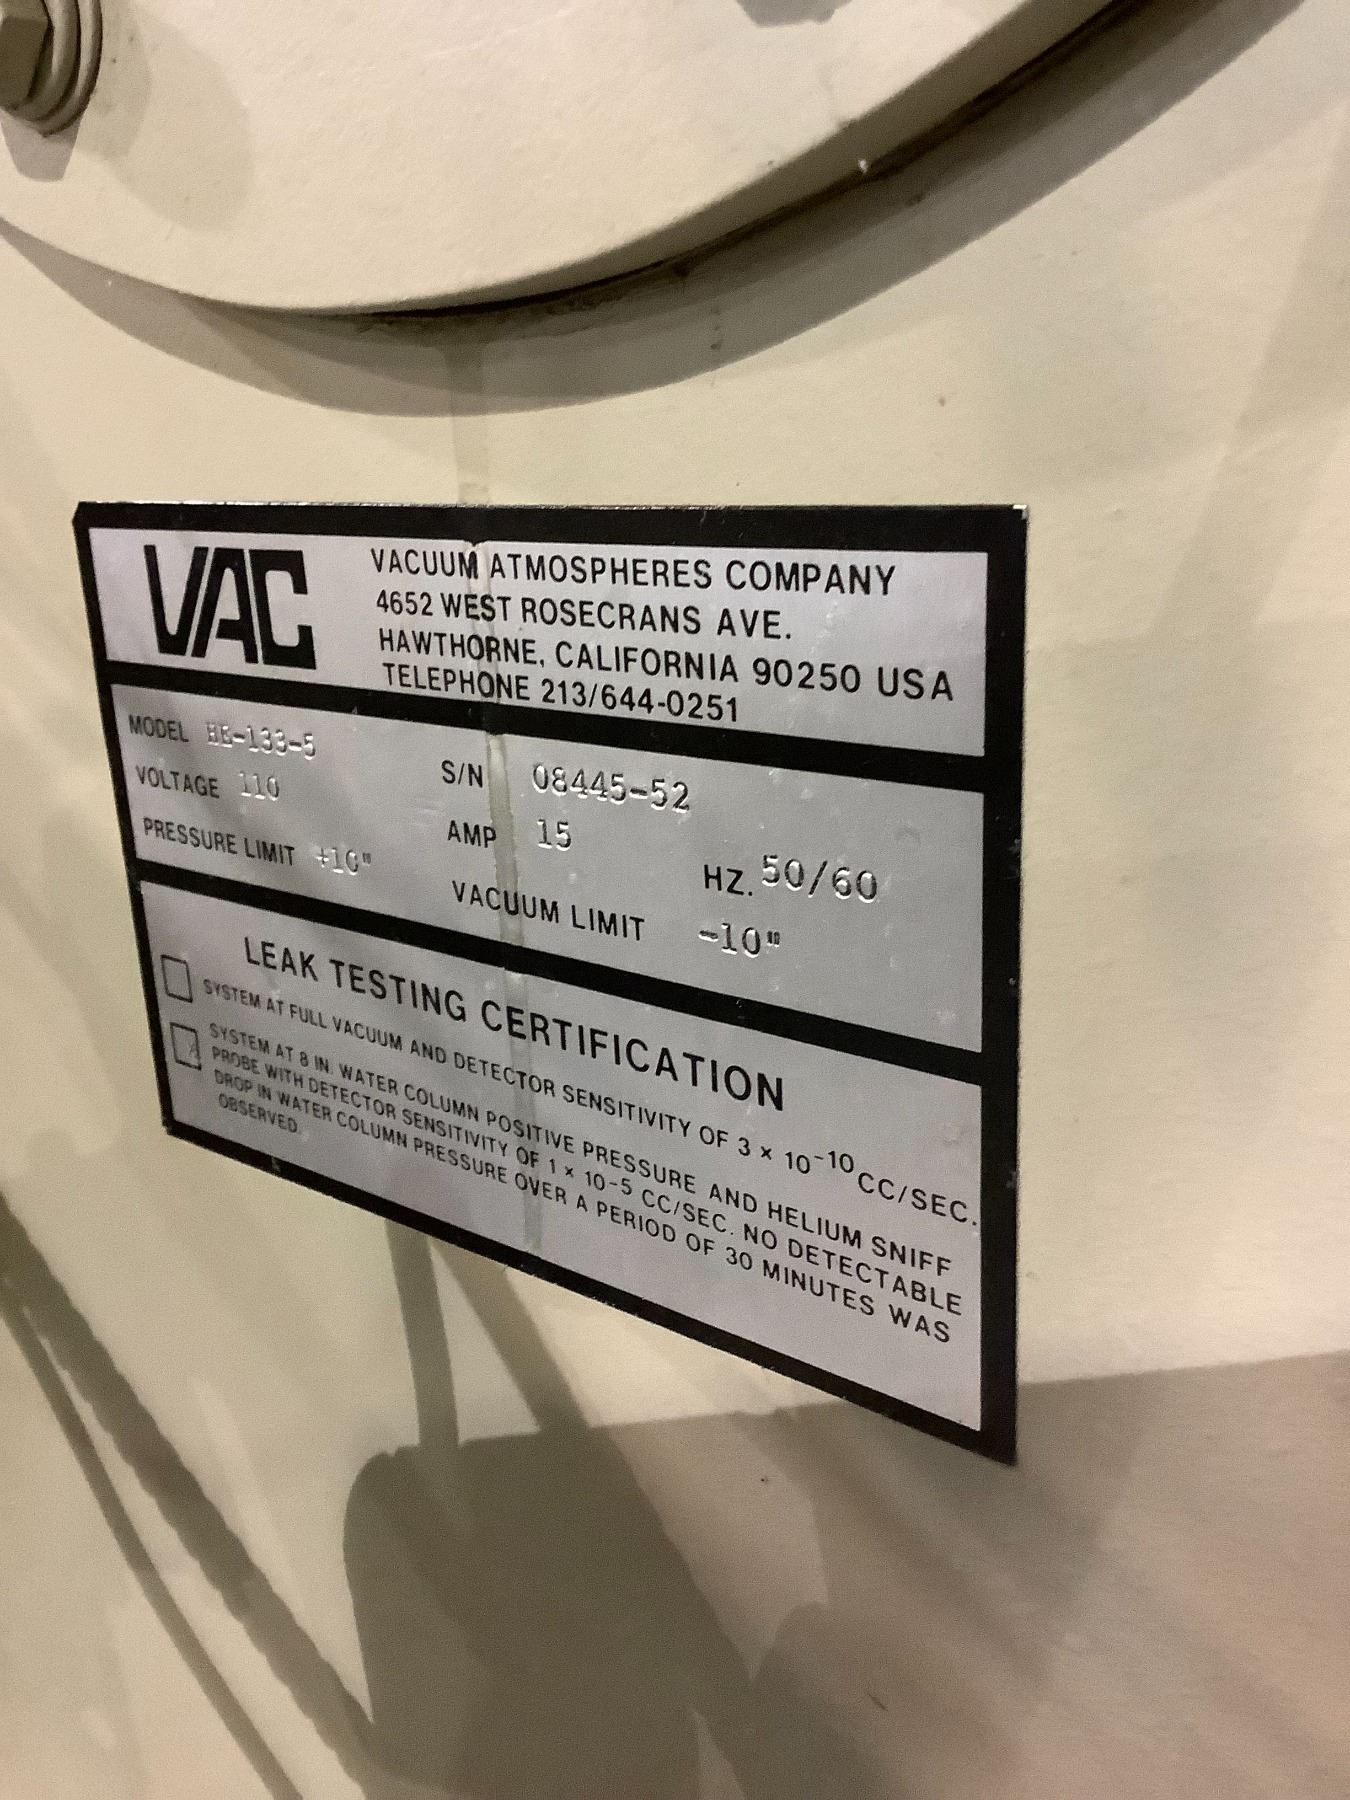 VAC
VACUUM ATMOSPHERES COMPANY
4652 WEST ROSECRANS AVE.
HAWTHORNE, CALIFORNIA 90250 USA
TELEPHONE 213/644-0251
MODEL HE-133-5
S/N 08445-52
VOLTAGE 110
AMP 15
HZ. 50/60
PRESSURE LIMIT +10"
VACUUM LIMIT -10"
LEAK TESTING CERTIFICATION
SYSTEM AT FULL VACUUM AND DETECTOR SENSITIVITY OF 3 × 10⁻¹⁰ CC/SEC.
SYSTEM AT 8 IN. WATER COLUMN POSITIVE PRESSURE AND HELIUM SNIFF
PROBE WITH DETECTOR SENSITIVITY OF 1 × 10-5 CC/SEC. NO DETECTABLE
DROP IN WATER COLUMN PRESSURE OVER A PERIOD OF 30 MINUTES WAS
OBSERVED.